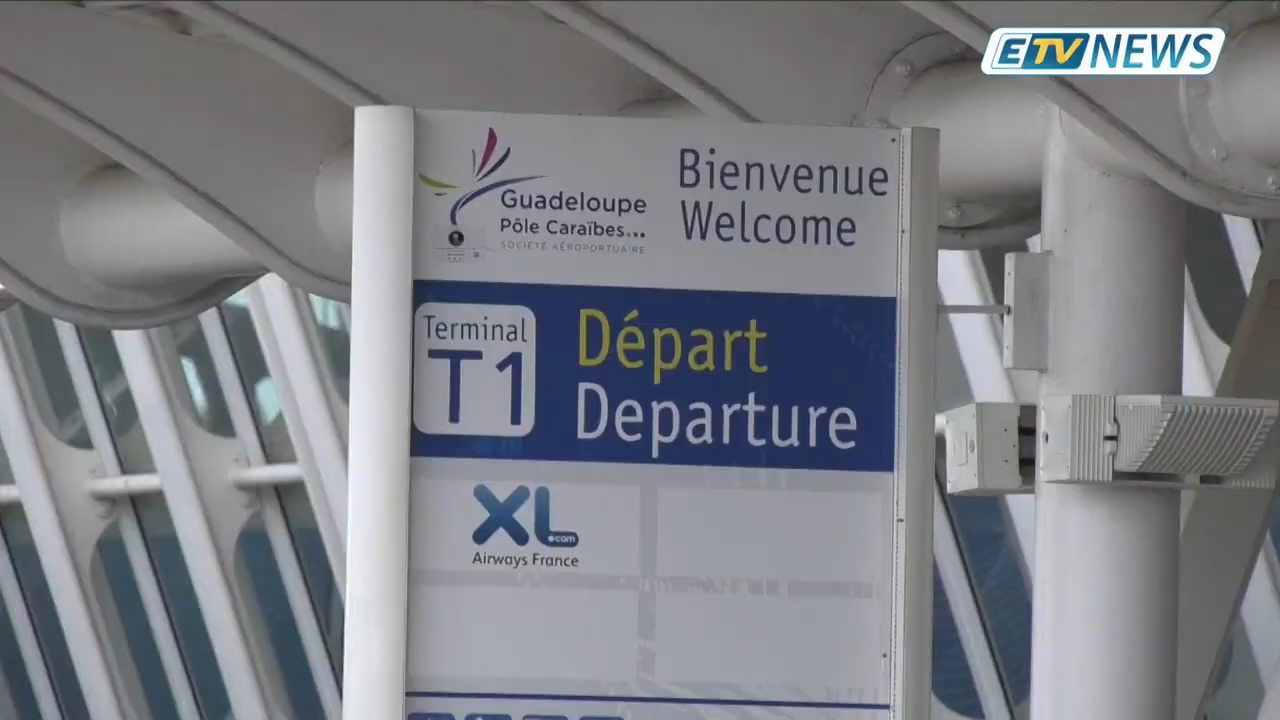 ETV NEWS
Bienvenue
Welcome
Guadeloupe
Pôle Caraïbes...
SOCIÉTÉ AÉROPORTUAIRE
Terminal
T1
Départ
Departure
XL.com
Airways France